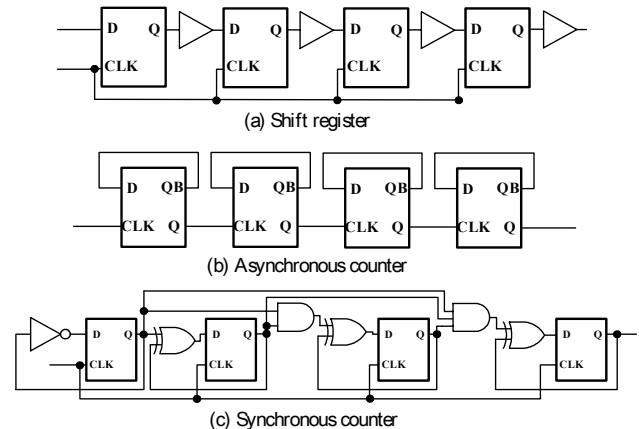 D Q D Q D Q D Q
CLK CLK CLK CLK
(a) Shift register
D QB D QB D QB D QB
CLK Q CLK Q CLK Q CLK Q
(b) Asynchronous counter
D Q D Q D Q D Q
CLK CLK CLK CLK
(c) Synchronous counter